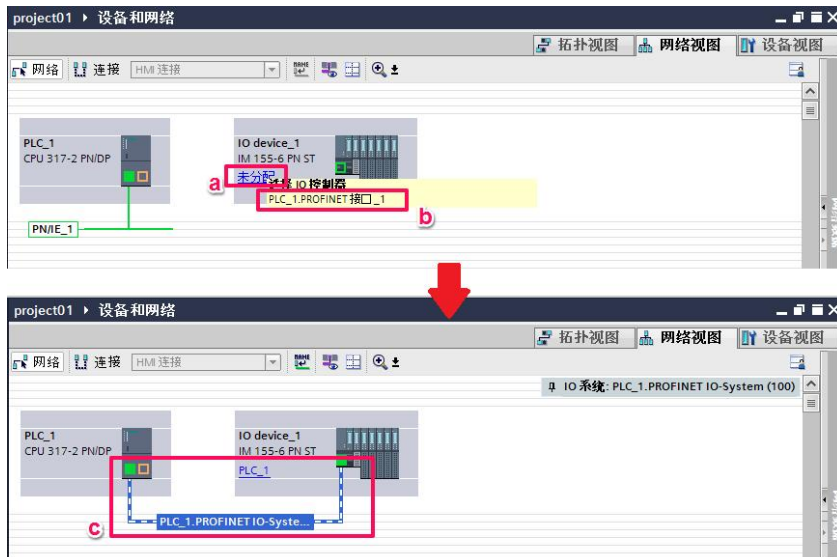 project01 ▸ 设备和网络
拓扑视图 网络视图 设备视图
网络 连接 HMI 连接
PLC_1
CPU 317-2 PN/DP
IO device_1
IM 155-6 PN ST
未分配
a
选择 IO 控制器
PLC_1.PROFINET 接口_1
b
PN/IE_1
project01 ▸ 设备和网络
拓扑视图 网络视图 设备视图
网络 连接 HMI 连接
IO 系统: PLC_1.PROFINET IO-System (100)
PLC_1
CPU 317-2 PN/DP
IO device_1
IM 155-6 PN ST
PLC_1
PLC_1.PROFINET IO-Syste...
c